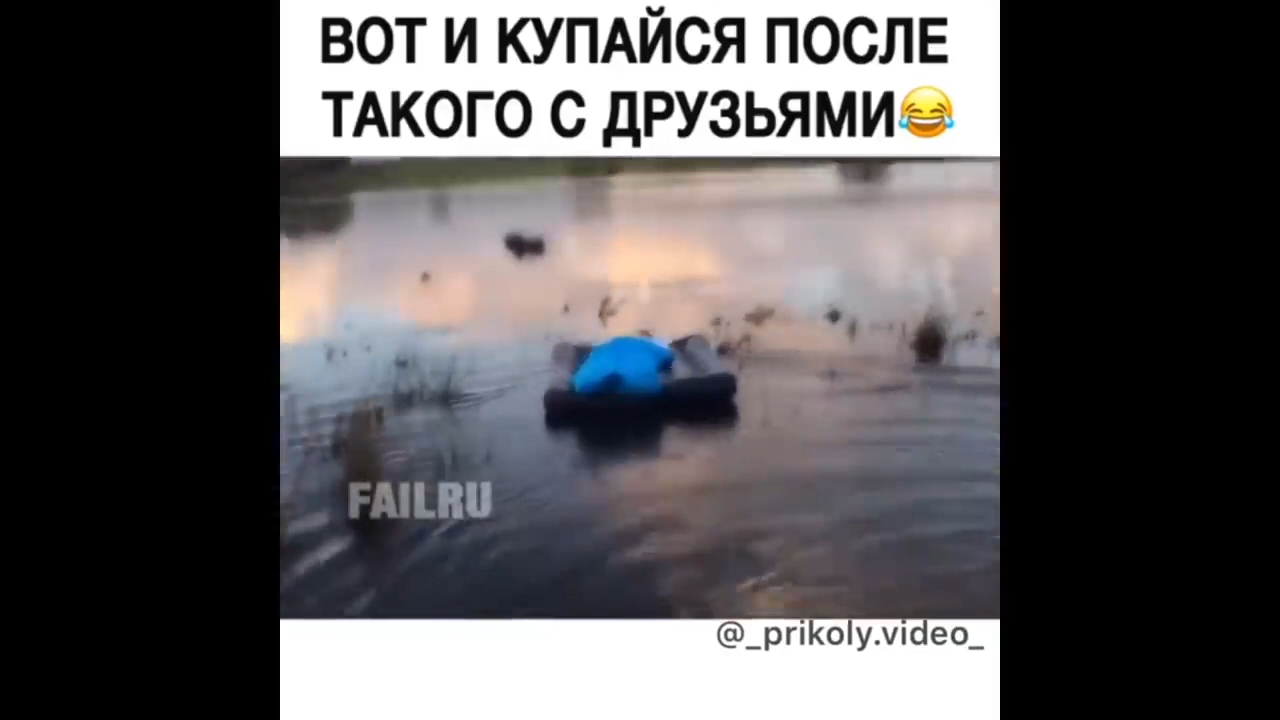 ВОТ И КУПАЙСЯ ПОСЛЕ
ТАКОГО С ДРУЗЬЯМИ😂
FAILRU
@_prikoly.video_